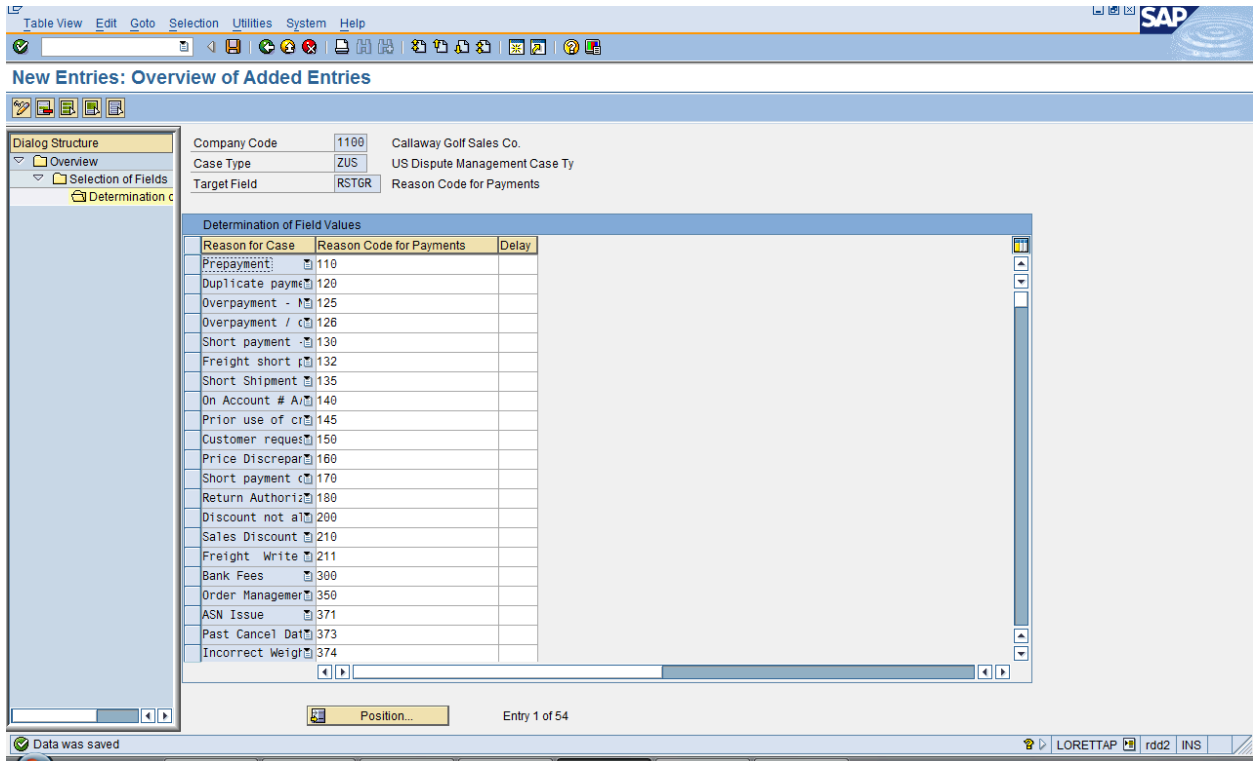 Table View Edit Goto Selection Utilities System Help
SAP
New Entries: Overview of Added Entries
Dialog Structure
Overview
Selection of Fields
Determination c
Company Code 1100 Callaway Golf Sales Co.
Case Type ZUS US Dispute Management Case Ty
Target Field RSTGR Reason Code for Payments
Determination of Field Values
Reason for Case Reason Code for Payments Delay
Prepayment 110
Duplicate payme 120
Overpayment - 125
Overpayment / 126
Short payment - 130
Freight short 132
Short Shipment 135
On Account # A 140
Prior use of cr 145
Customer reques 150
Price Discrepan 160
Short payment 170
Return Authoriz 180
Discount not al 200
Sales Discount 210
Freight Write 211
Bank Fees 300
Order Managemen 350
ASN Issue 371
Past Cancel Dat 373
Incorrect Weigh 374
Position... Entry 1 of 54
Data was saved LORETTAP rdd2 INS